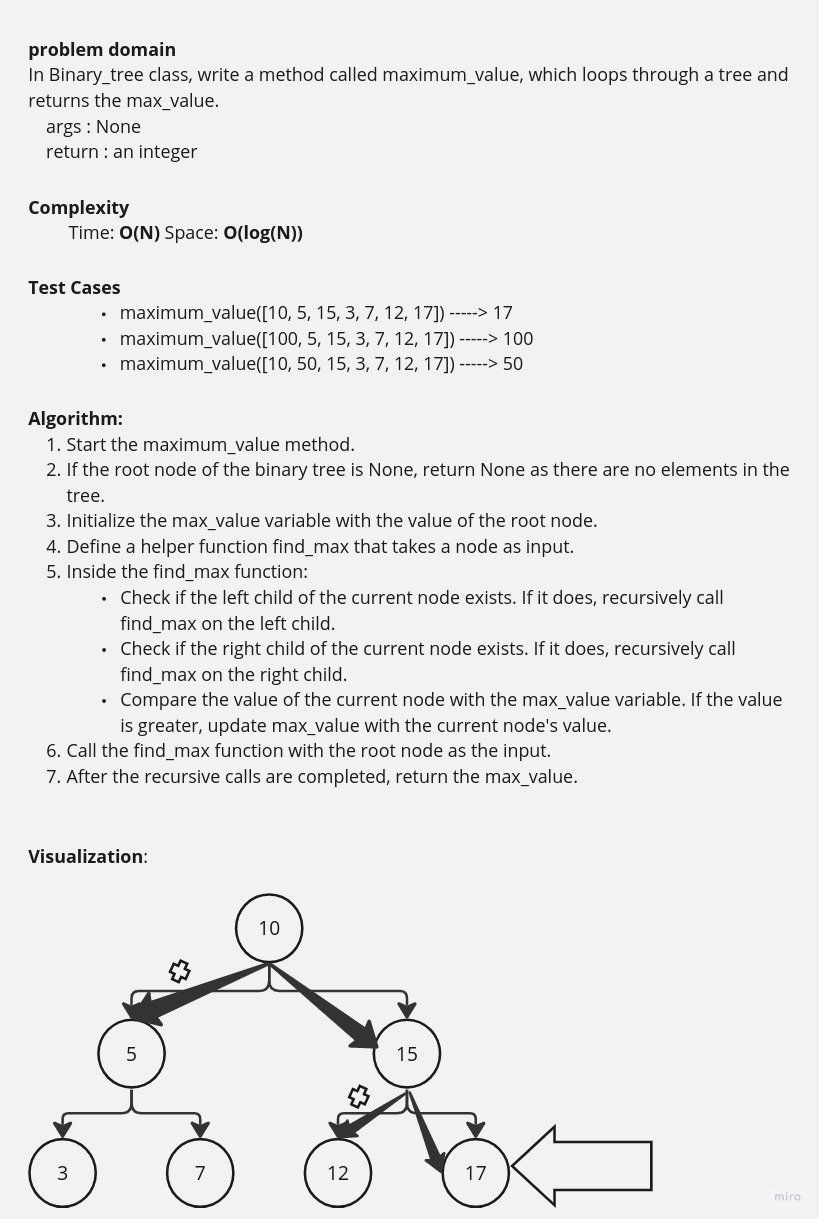 problem domain
In Binary_tree class, write a method called maximum_value, which loops through a tree and
returns the max_value.
args : None
return : an integer
Complexity
Time: O(N) Space: O(log(N))
Test Cases
• maximum_value([10, 5, 15, 3, 7, 12, 17]) -----> 17
• maximum_value([100, 5, 15, 3, 7, 12, 17]) -----> 100
• maximum_value([10, 50, 15, 3, 7, 12, 17]) -----> 50
Algorithm:
1. Start the maximum_value method.
2. If the root node of the binary tree is None, return None as there are no elements in the
tree.
3. Initialize the max_value variable with the value of the root node.
4. Define a helper function find_max that takes a node as input.
5. Inside the find_max function:
• Check if the left child of the current node exists. If it does, recursively call
find_max on the left child.
• Check if the right child of the current node exists. If it does, recursively call
find_max on the right child.
• Compare the value of the current node with the max_value variable. If the value
is greater, update max_value with the current node's value.
6. Call the find_max function with the root node as the input.
7. After the recursive calls are completed, return the max_value.
Visualization:
10
5 15
3 7 12 17
miro